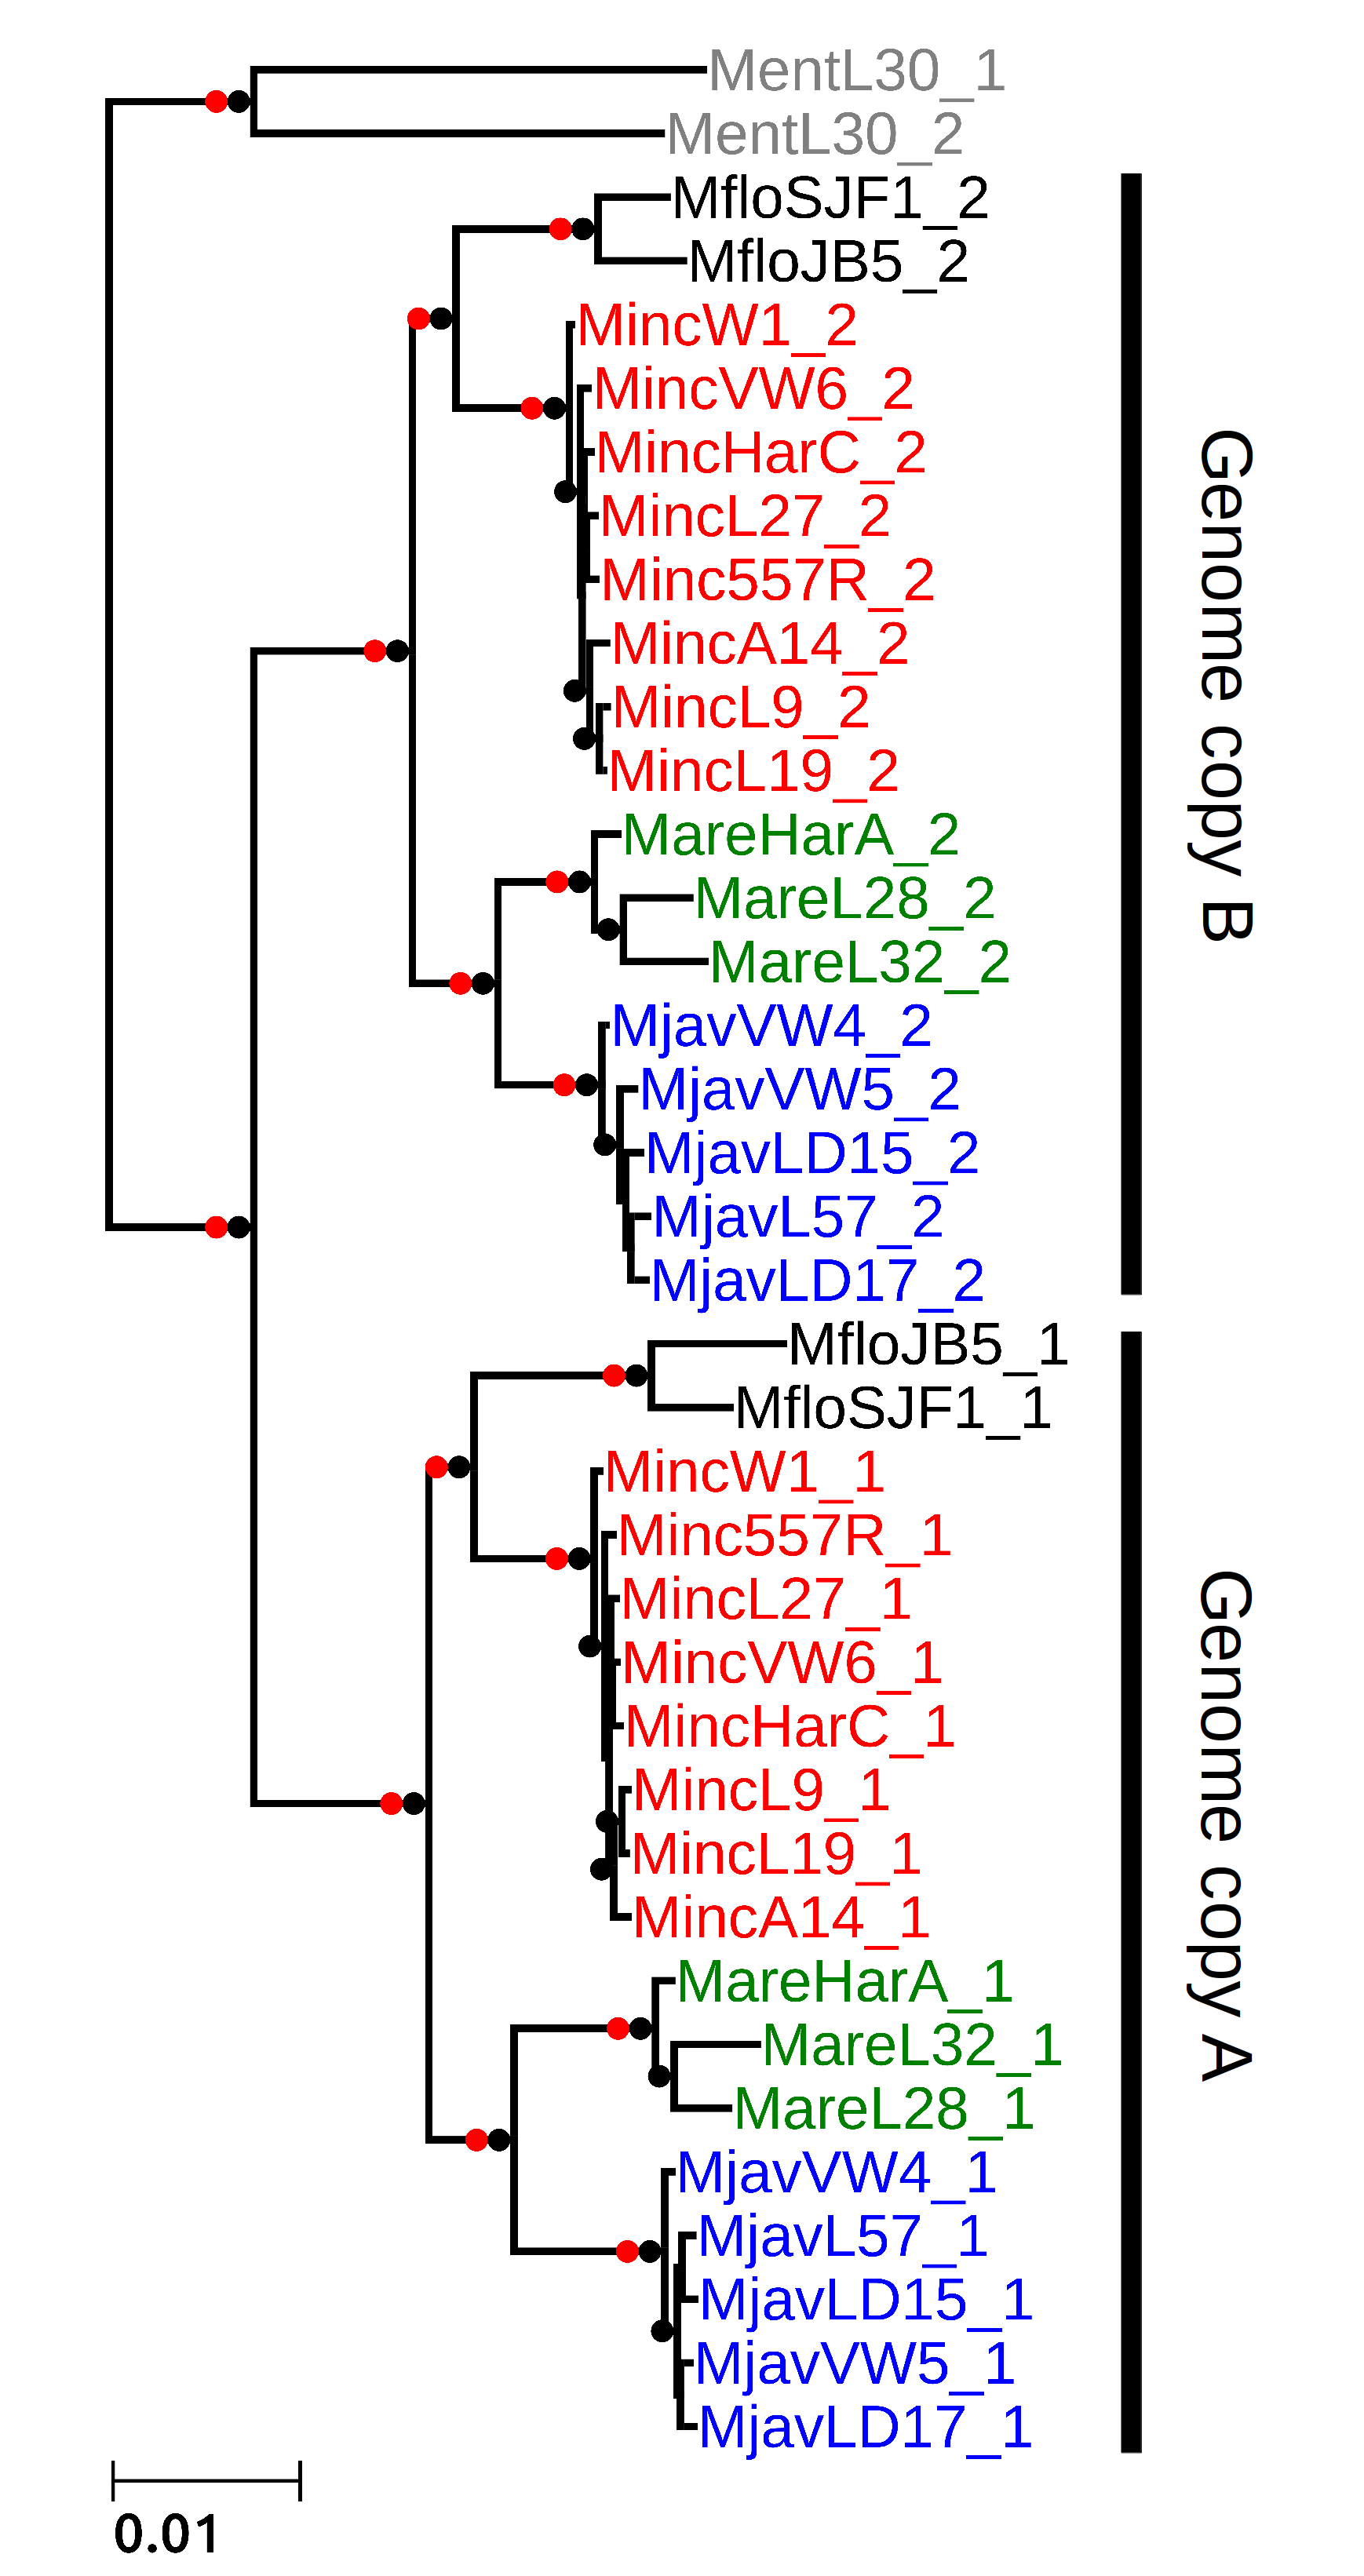 MentL30_1
MentL30_2
MfloSJF1_2
MfloJB5_2
MincW1_2
MincVW6_2
MincHarC_2
MincL27_2
Minc557R_2
MincA14_2
MincL9_2
MincL19_2
MareHarA_2
MareL28_2
MareL32_2
MjavVW4_2
MjavVW5_2
MjavLD15_2
MjavL57_2
MjavLD17_2
Genome copy B
MfloJB5_1
MfloSJF1_1
MincW1_1
Minc557R_1
MincL27_1
MincVW6_1
MincHarC_1
MincL9_1
MincL19_1
MincA14_1
MareHarA_1
MareL32_1
MareL28_1
MjavVW4_1
MjavL57_1
MjavLD15_1
MjavVW5_1
MjavLD17_1
Genome copy A
0.01